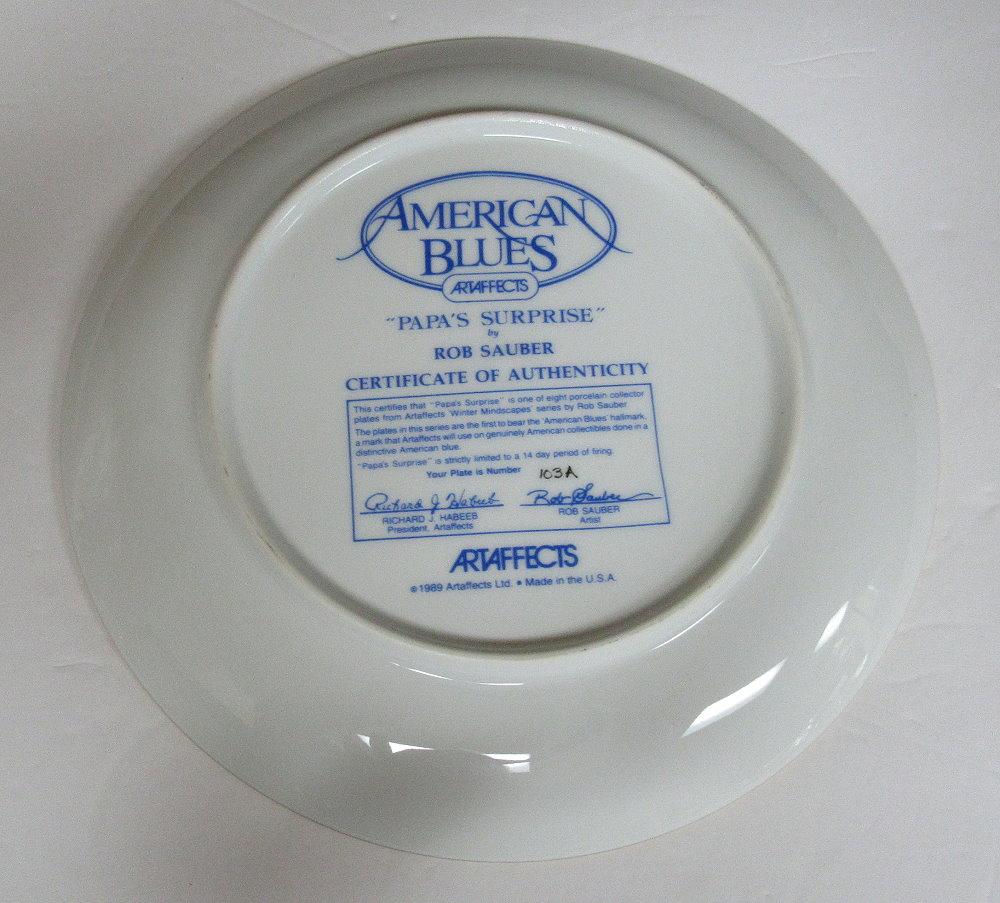 AMERICAN
BLUES
ARTAFFECTS
"PAPA'S SURPRISE"
by
ROB SAUBER
CERTIFICATE OF AUTHENTICITY
This certifies that "Papa's Surprise" is one of eight porcelain collector
plates from Artaffects 'Winter Mindscapes' series by Rob Sauber
The plates in this series are the first to bear the 'American Blues' hallmark,
a mark that Artaffects will use on genuinely American collectibles done in a
distinctive American blue.
"Papa's Surprise" is strictly limited to a 14 day period of firing.
Your Plate is Number 103A
Richard J. Habeeb Rob Sauber
RICHARD J. HABEEB ROB SAUBER
President, Artaffects Artist
ARTAFFECTS
© 1989 Artaffects Ltd. • Made in the U.S.A.